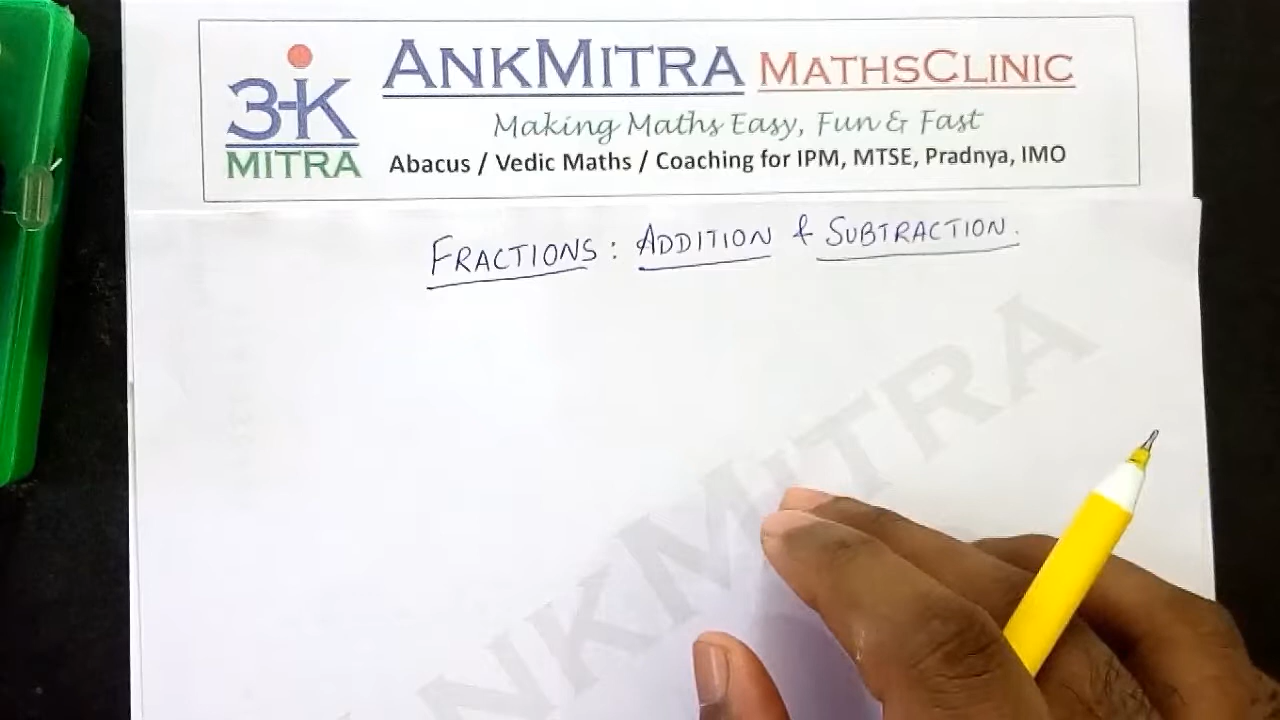 3-K
MITRA
ANKMITRA MATHSCLINIC
Making Maths Easy, Fun & Fast
Abacus / Vedic Maths / Coaching for IPM, MTSE, Pradnya, IMO
FRACTIONS : ADDITION & SUBTRACTION.
ANKMITRA